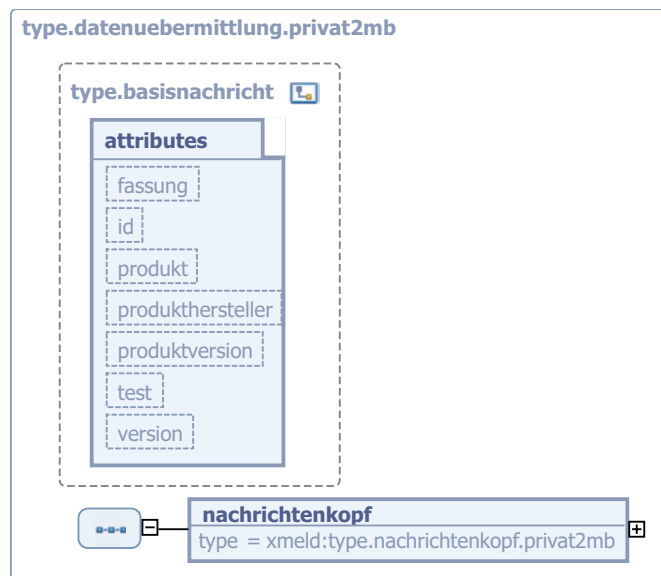 type.datenuebermittlung.privat2mb
type.basisnachricht
attributes
fassung
id
produkt
produkthersteller
produktversion
test
version
nachrichtenkopf
type = xmeld:type.nachrichtenkopf.privat2mb